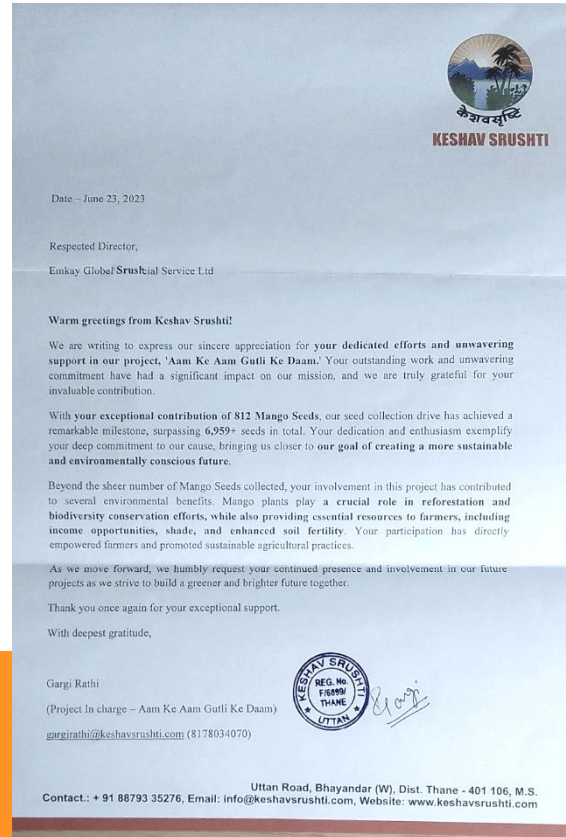 केशवसृष्टि
KESHAV SRUSHTI
Date – June 23, 2023
Respected Director,
Emkay Globel Srushtial Service Ltd
Warm greetings from Keshav Srushti!
We are writing to express our sincere appreciation for your dedicated efforts and unwavering
support in our project, 'Aam Ke Aam Gutli Ke Daam.' Your outstanding work and unwavering
commitment have had a significant impact on our mission, and we are truly grateful for your
invaluable contribution.
With your exceptional contribution of 812 Mango Seeds, our seed collection drive has achieved a
remarkable milestone, surpassing 6,959+ seeds in total. Your dedication and enthusiasm exemplify
your deep commitment to our cause, bringing us closer to our goal of creating a more sustainable
and environmentally conscious future.
Beyond the sheer number of Mango Seeds collected, your involvement in this project has contributed
to several environmental benefits. Mango plants play a crucial role in reforestation and
biodiversity conservation efforts, while also providing essential resources to farmers, including
income opportunities, shade, and enhanced soil fertility. Your participation has directly
empowered farmers and promoted sustainable agricultural practices.
As we move forward, we humbly request your continued presence and involvement in our future
projects as we strive to build a greener and brighter future together.
Thank you once again for your exceptional support.
With deepest gratitude,
KESHAV SRUSHTI
REG. No.
F/6899/
THANE
UTTAN
Gargi
Gargi Rathi
(Project In charge – Aam Ke Aam Gutli Ke Daam)
gargirathi@keshavsrushti.com (8178034070)
Uttan Road, Bhayandar (W), Dist. Thane - 401 106, M.S.
Contact.: + 91 88793 35276, Email: info@keshavsrushti.com, Website: www.keshavsrushti.com